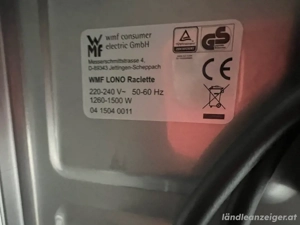 WMF
wmf consumer
electric GmbH
Messerschmittstrasse 4,
D-89343 Jettingen-Scheppach
WMF LONO Raclette
220-240 V~ 50-60 Hz
1260-1500 W
04 1504 0011
GS
CE
ländleanzeiger.at